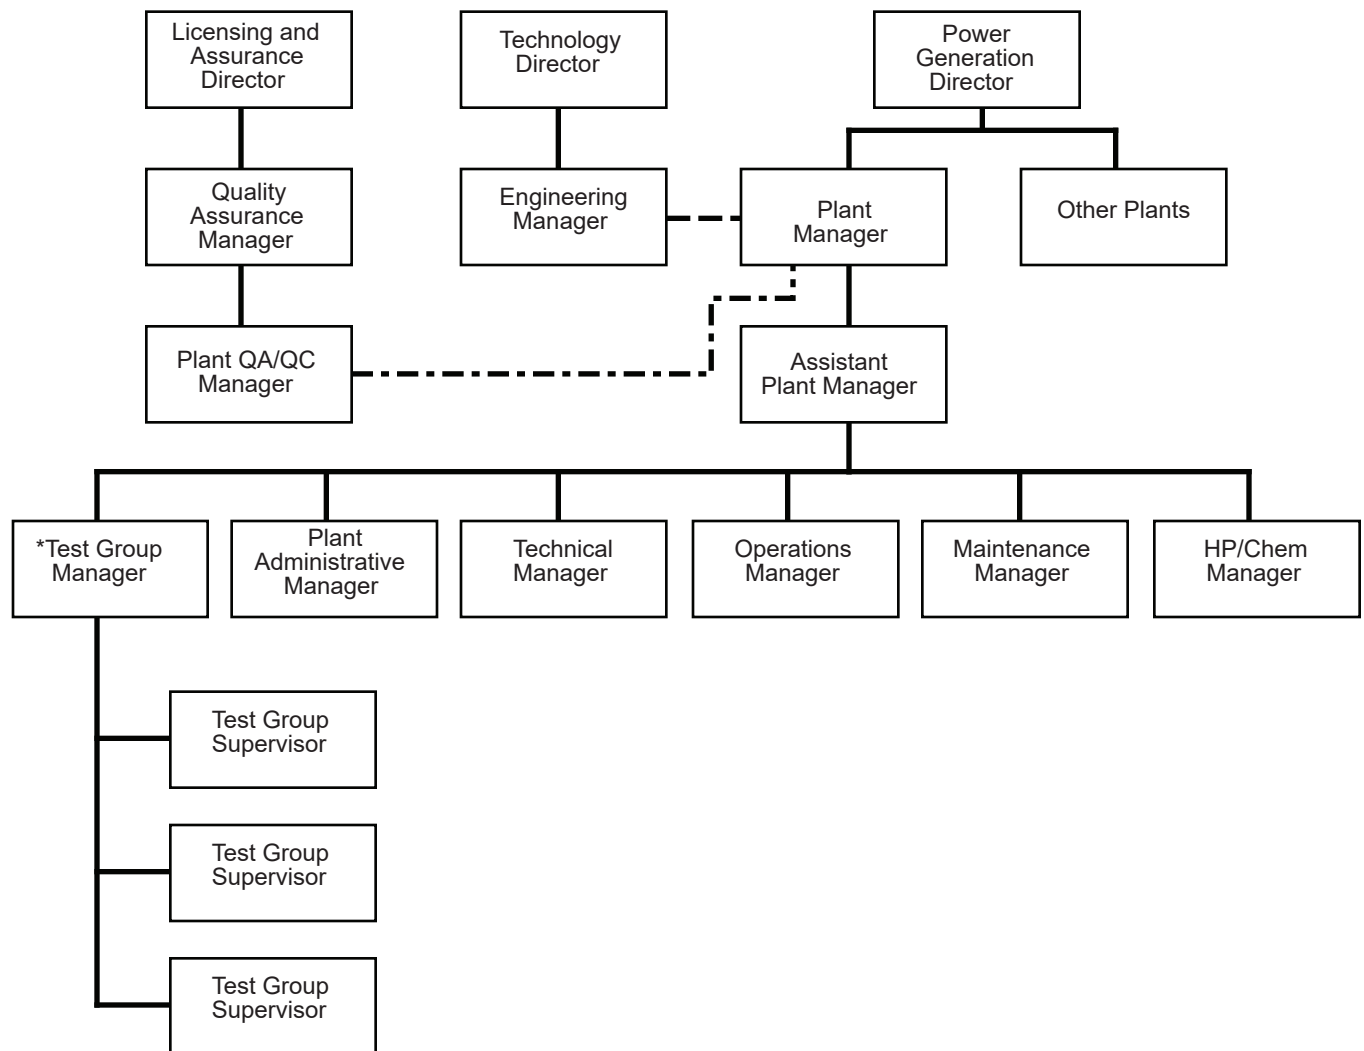 Licensing and
Assurance
Director
Technology
Director
Power
Generation
Director
Quality
Assurance
Manager
Engineering
Manager
Plant
Manager
Other Plants
Plant QA/QC
Manager
Assistant
Plant Manager
*Test Group
Manager
Plant
Administrative
Manager
Technical
Manager
Operations
Manager
Maintenance
Manager
HP/Chem
Manager
Test Group
Supervisor
Test Group
Supervisor
Test Group
Supervisor